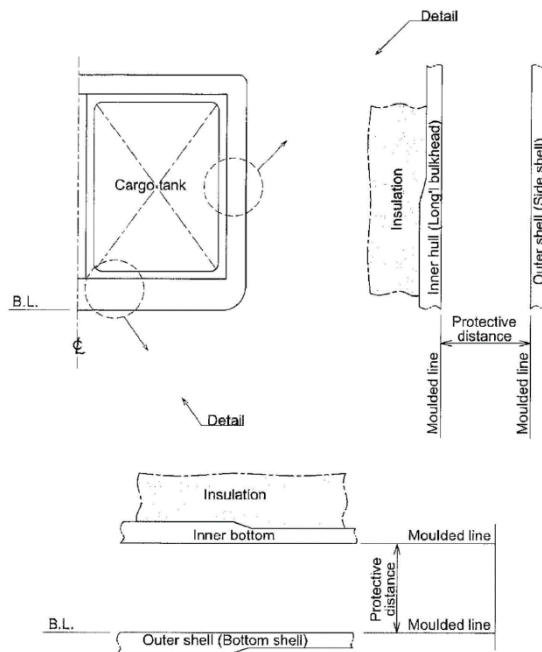 Detail
Cargo tank
B.L.
℄
Insulation
Inner hull (Long'l bulkhead)
Outer shell (Side shell)
Protective
distance
Moulded line
Moulded line
Detail
Insulation
Inner bottom
Moulded line
Protective
distance
B.L.
Moulded line
Outer shell (Bottom shell)